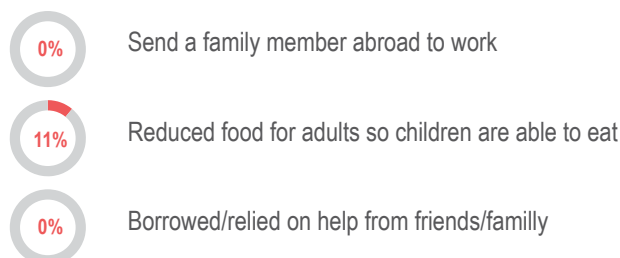 0% Send a family member abroad to work
11% Reduced food for adults so children are able to eat
0% Borrowed/relied on help from friends/familly